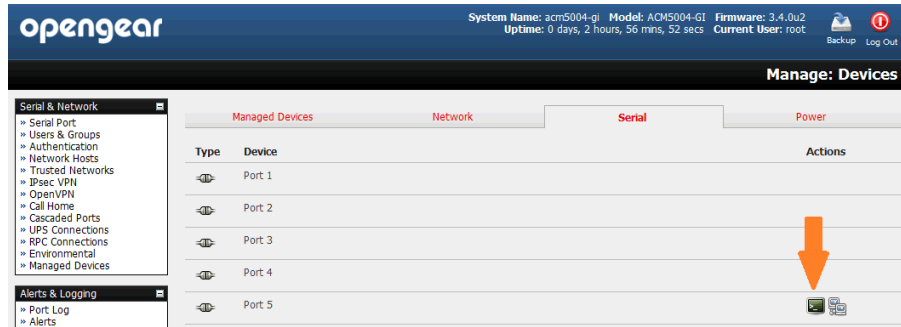 opengear
System Name: acm5004-gi Model: ACM5004-GI Firmware: 3.4.0u2
Uptime: 0 days, 2 hours, 56 mins, 52 secs Current User: root
Backup
Log Out
Manage: Devices
Serial & Network
» Serial Port
» Users & Groups
» Authentication
» Network Hosts
» Trusted Networks
» IPsec VPN
» OpenVPN
» Call Home
» Cascaded Ports
» UPS Connections
» RPC Connections
» Environmental
» Managed Devices
Alerts & Logging
» Port Log
» Alerts
Managed Devices
Network
Serial
Power
Type Device Actions
Port 1
Port 2
Port 3
Port 4
Port 5